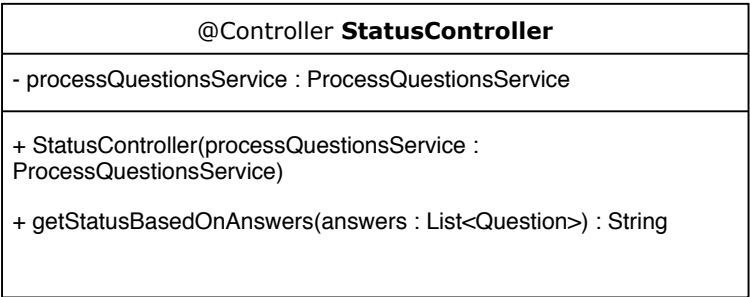 @Controller StatusController
- processQuestionsService : ProcessQuestionsService
+ StatusController(processQuestionsService :
ProcessQuestionsService)
+ getStatusBasedOnAnswers(answers : List<Question>) : String